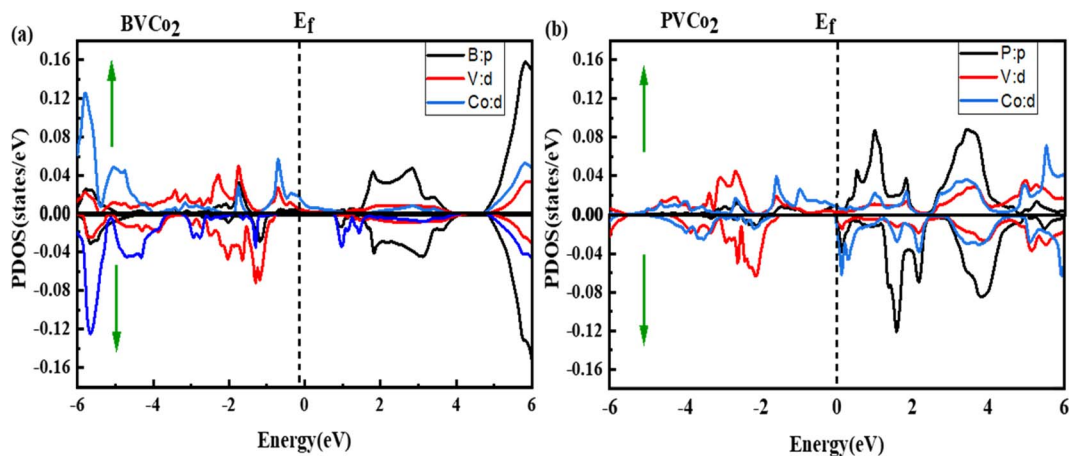 (a)
BVCo2
Ef
B:p
V:d
Co:d
PDOS(states/eV)
0.16
0.12
0.08
0.04
0.00
-0.04
-0.08
-0.12
-0.16
-6
-4
-2
0
2
4
6
Energy(eV)
(b)
PVCo2
Ef
P:p
V:d
Co:d
PDOS(states/eV)
0.16
0.12
0.08
0.04
0.00
-0.04
-0.08
-0.12
-0.16
-6
-4
-2
0
2
4
6
Energy(eV)